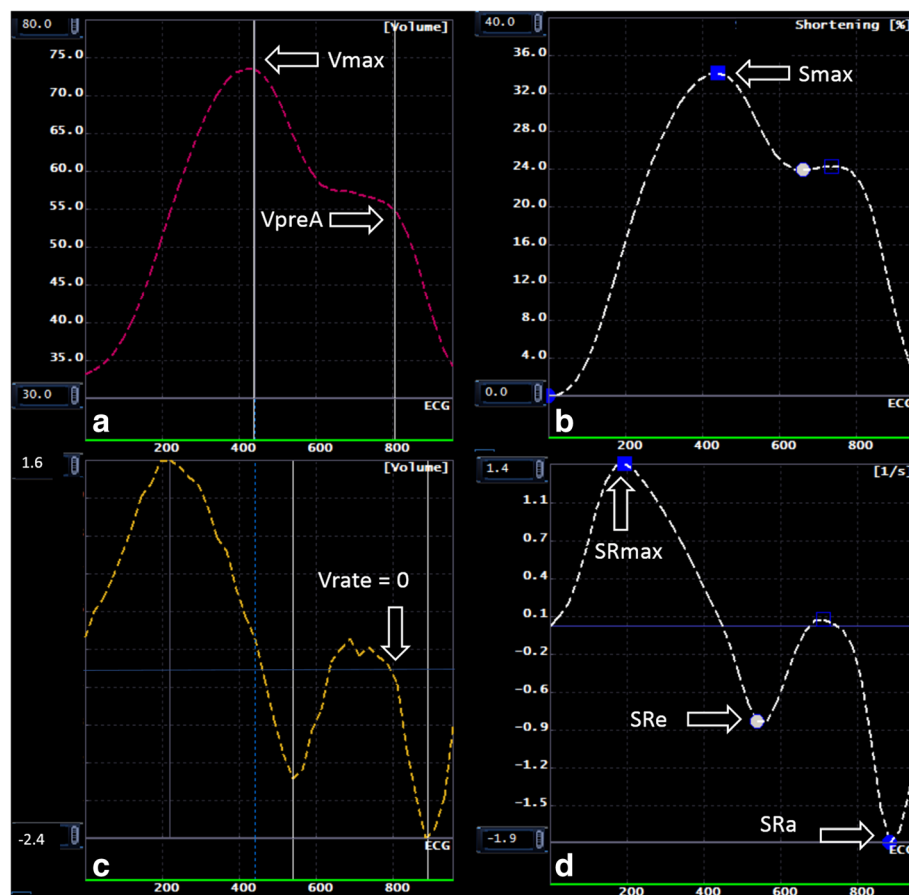 80.0
[Volume]
75.0
Vmax
70.0
65.0
60.0
55.0
VpreA
50.0
45.0
40.0
35.0
30.0
ECG
a
200
400
600
800
40.0
Shortening [%]
36.0
Smax
32.0
28.0
24.0
20.0
16.0
12.0
8.0
4.0
0.0
ECG
b
200
400
600
800
1.6
[Volume]
Vrate = 0
-2.4
ECG
c
200
400
600
800
1.4
[1/s]
1.1
SRmax
0.7
0.4
0.1
-0.2
-0.6
SRe
-0.9
-1.2
-1.5
SRa
-1.9
EC
d
200
400
600
800